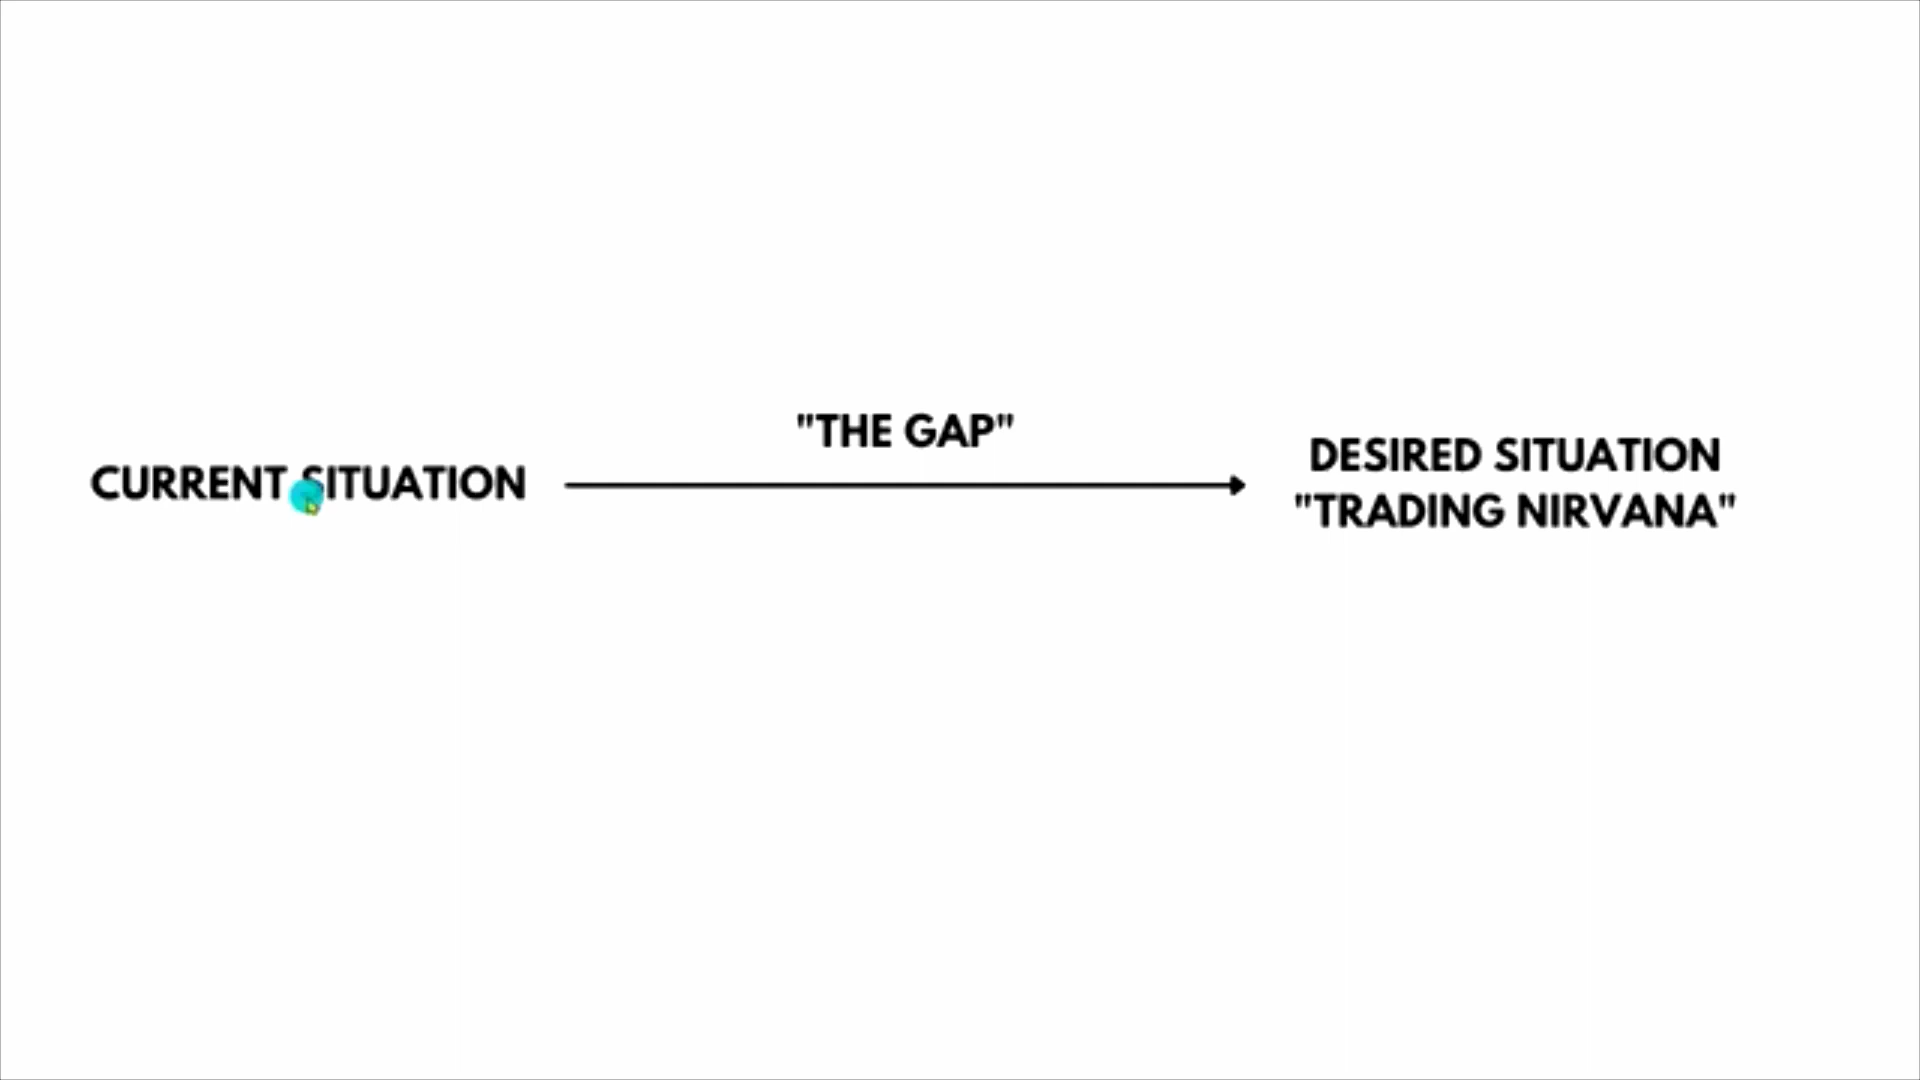 "THE GAP"
CURRENT SITUATION
DESIRED SITUATION
"TRADING NIRVANA"